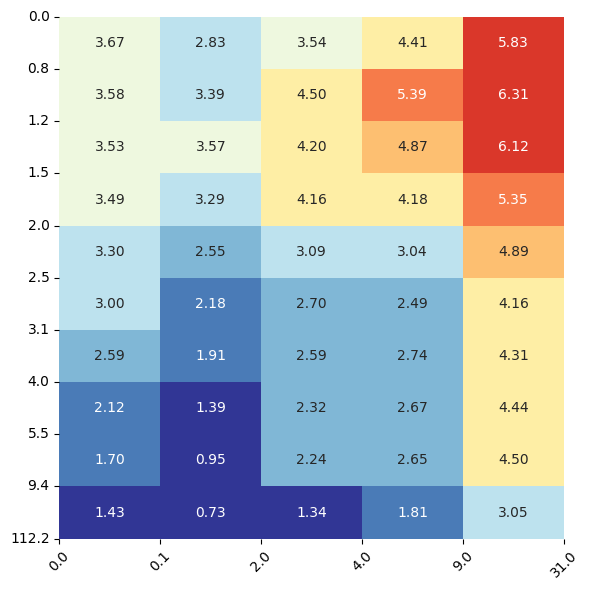 0.0
3.67 2.83 3.54 4.41 5.83
0.8
3.58 3.39 4.50 5.39 6.31
1.2
3.53 3.57 4.20 4.87 6.12
1.5
3.49 3.29 4.16 4.18 5.35
2.0
3.30 2.55 3.09 3.04 4.89
2.5
3.00 2.18 2.70 2.49 4.16
3.1
2.59 1.91 2.59 2.74 4.31
4.0
2.12 1.39 2.32 2.67 4.44
5.5
1.70 0.95 2.24 2.65 4.50
9.4
1.43 0.73 1.34 1.81 3.05
112.2
0.0 0.1 2.0 4.0 9.0 31.0